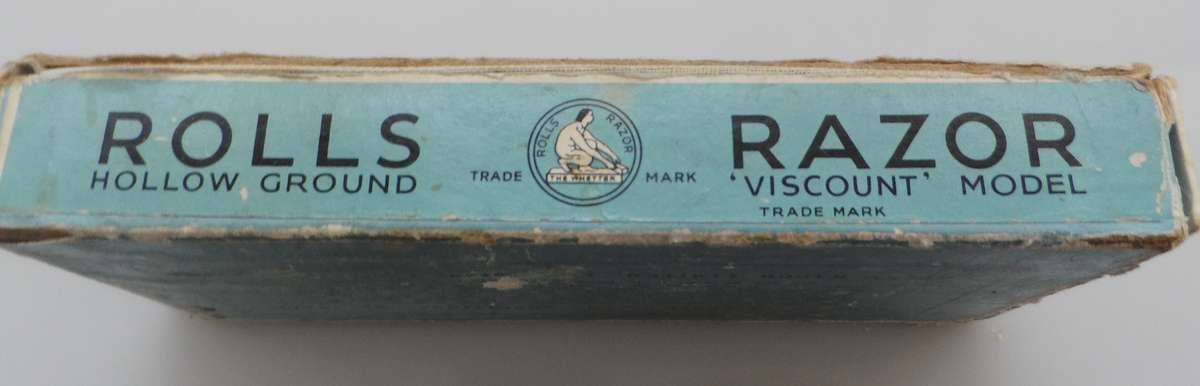 ROLLS
HOLLOW GROUND
TRADE
ROLLS RAZOR
THE WHETTER
MARK
RAZOR
'VISCOUNT' MODEL
TRADE MARK